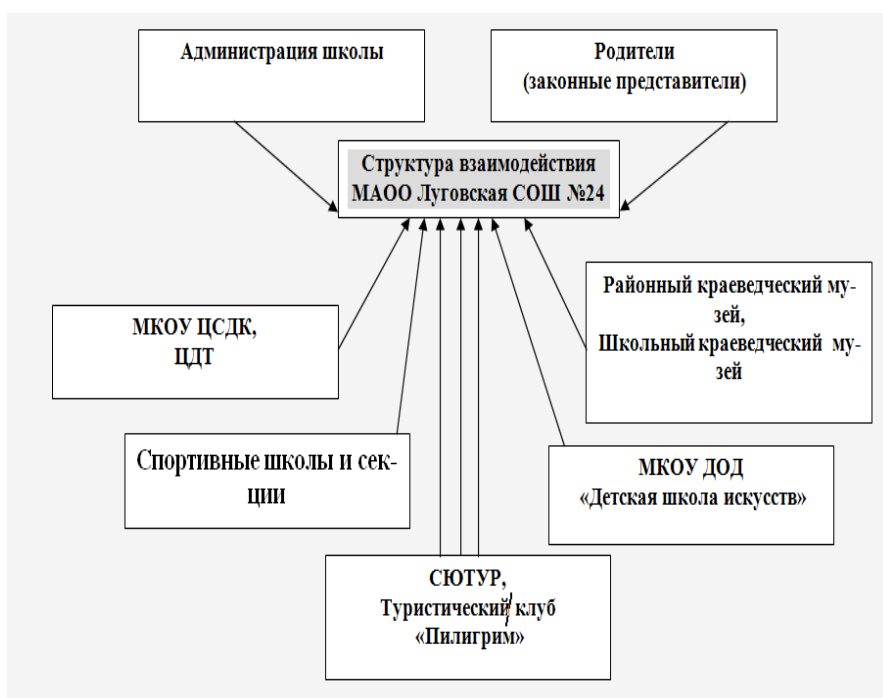 Администрация школы
Родители
(законные представители)
Структура взаимодействия
МАОО Луговская СОШ №24
Районный краеведческий му-
зей,
Школьный краеведческий му-
зей
МКОУ ЦСДК,
ЦДТ
Спортивные школы и сек-
ции
МКОУ ДОД
«Детская школа искусств»
СЮТУР,
Туристический клуб
«Пилигрим»